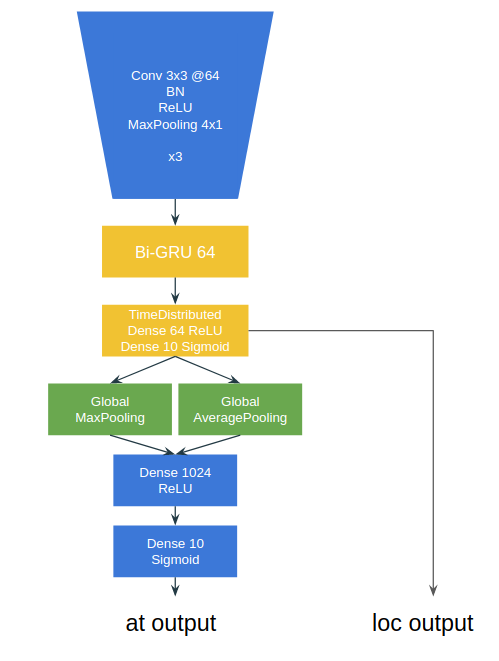 Conv 3x3 @64
BN
ReLU
MaxPooling 4x1
x3
Bi-GRU 64
TimeDistributed
Dense 64 ReLU
Dense 10 Sigmoid
Global
MaxPooling
Global
AveragePooling
Dense 1024
ReLU
Dense 10
Sigmoid
at output
loc output